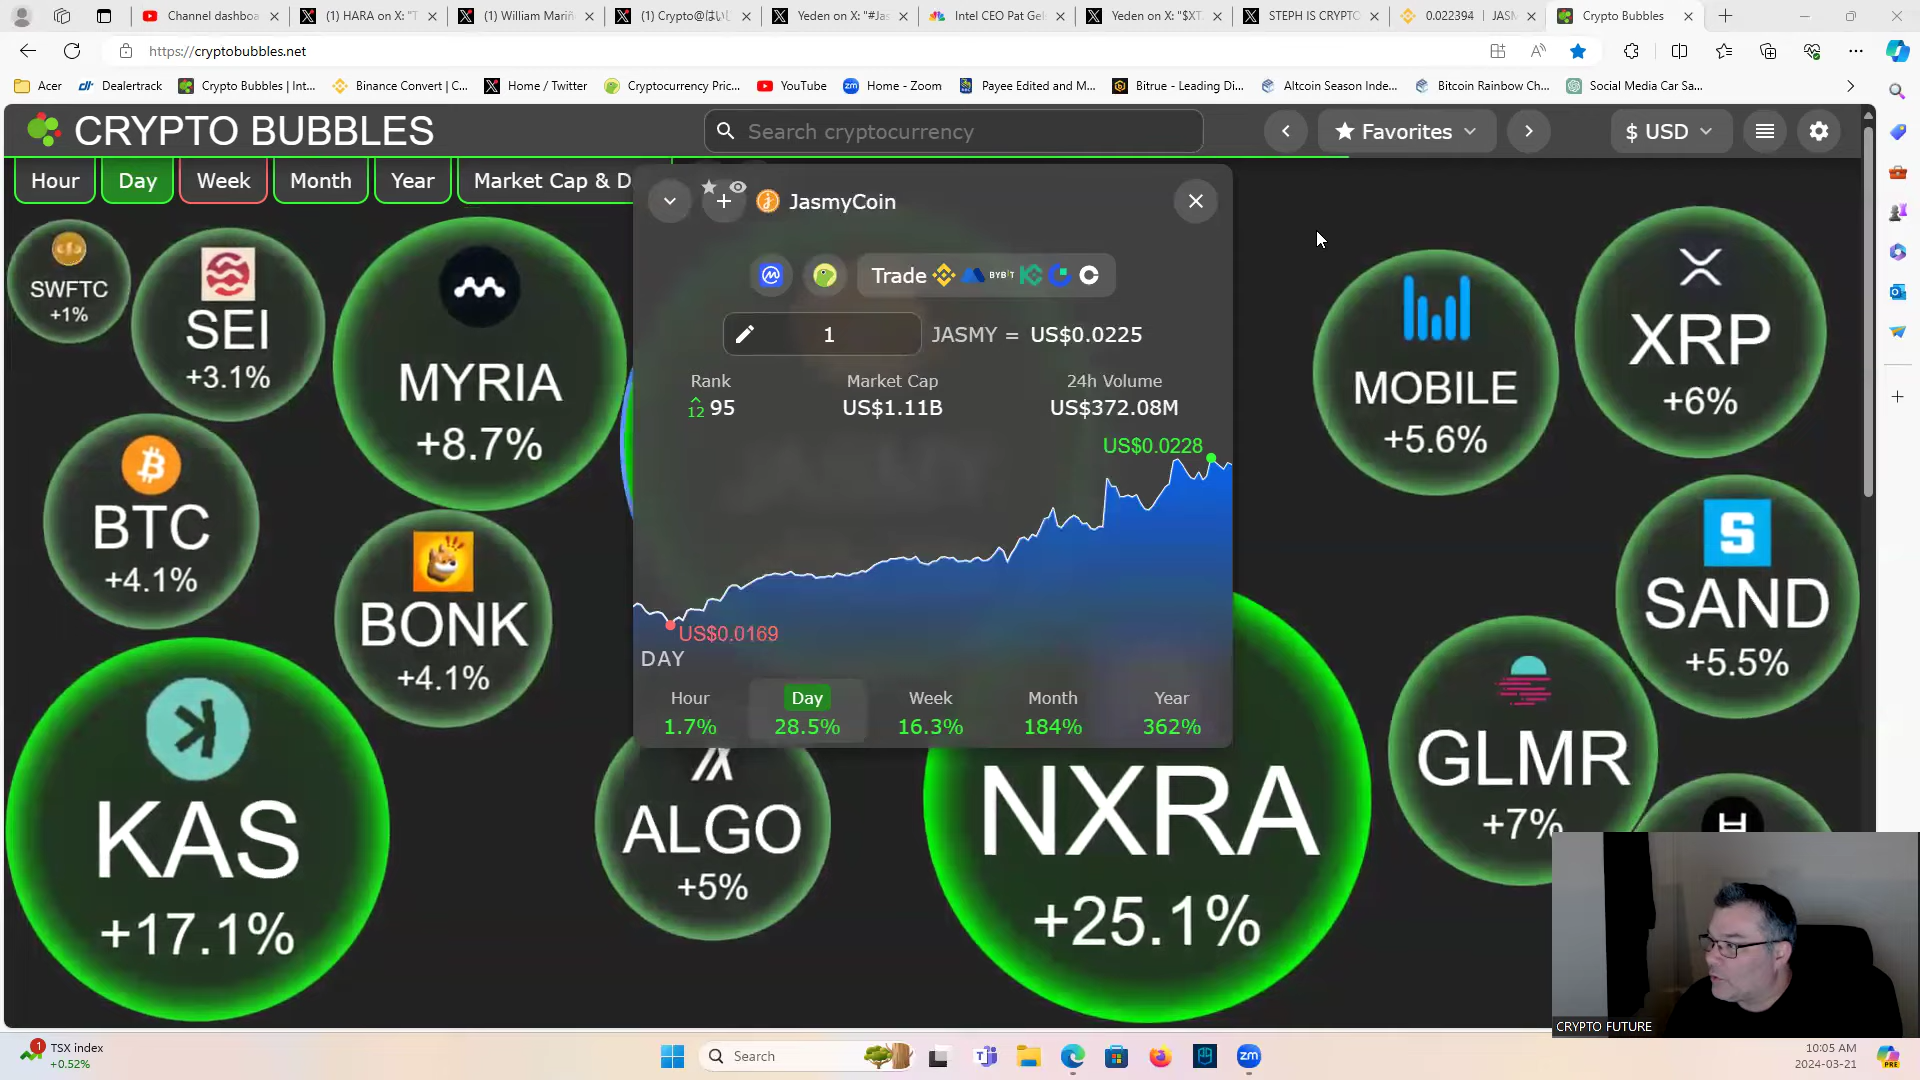 Channel dashboa
(1) HARA on X: "T
(1) William Mari
(1) Crypto@はい
Yeden on X: "#Jas
Intel CEO Pat Gels
Yeden on X: "$XT
STEPH IS CRYPTO
0.022394 | JASM
Crypto Bubbles
https://cryptobubbles.net
Acer
Dealertrack
Crypto Bubbles | Int...
Binance Convert | C...
Home / Twitter
Cryptocurrency Pric...
YouTube
Home - Zoom
Payee Edited and M...
Bitrue - Leading Di...
Altcoin Season Inde...
Bitcoin Rainbow Ch...
Social Media Car Sa...
CRYPTO BUBBLES
Search cryptocurrency
Favorites
$ USD
Hour
Day
Week
Month
Year
Market Cap & D
JasmyCoin
Trade
BYBIT
1
JASMY = US$0.0225
Rank
Market Cap
24h Volume
12 95
US$1.11B
US$372.08M
US$0.0228
US$0.0169
DAY
Hour
Day
Week
Month
Year
1.7%
28.5%
16.3%
184%
362%
SWFTC
+1%
SEI
+3.1%
MYRIA
+8.7%
MOBILE
+5.6%
XRP
+6%
BTC
+4.1%
BONK
+4.1%
SAND
+5.5%
KAS
+17.1%
ALGO
+5%
NXRA
+25.1%
GLMR
+7%
CRYPTO FUTURE
1
TSX index
+0.52%
Search
zm
10:05 AM
2024-03-21
PRE